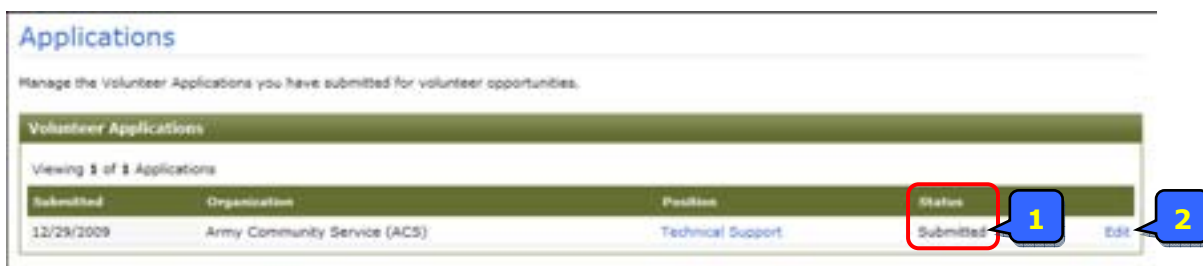 Applications
Manage the Volunteer Applications you have submitted for volunteer opportunities.
Volunteer Applications
Viewing 1 of 1 Applications
Submitted Organization Position Status
12/29/2009 Army Community Service (ACS) Technical Support Submitted 1 Edit 2